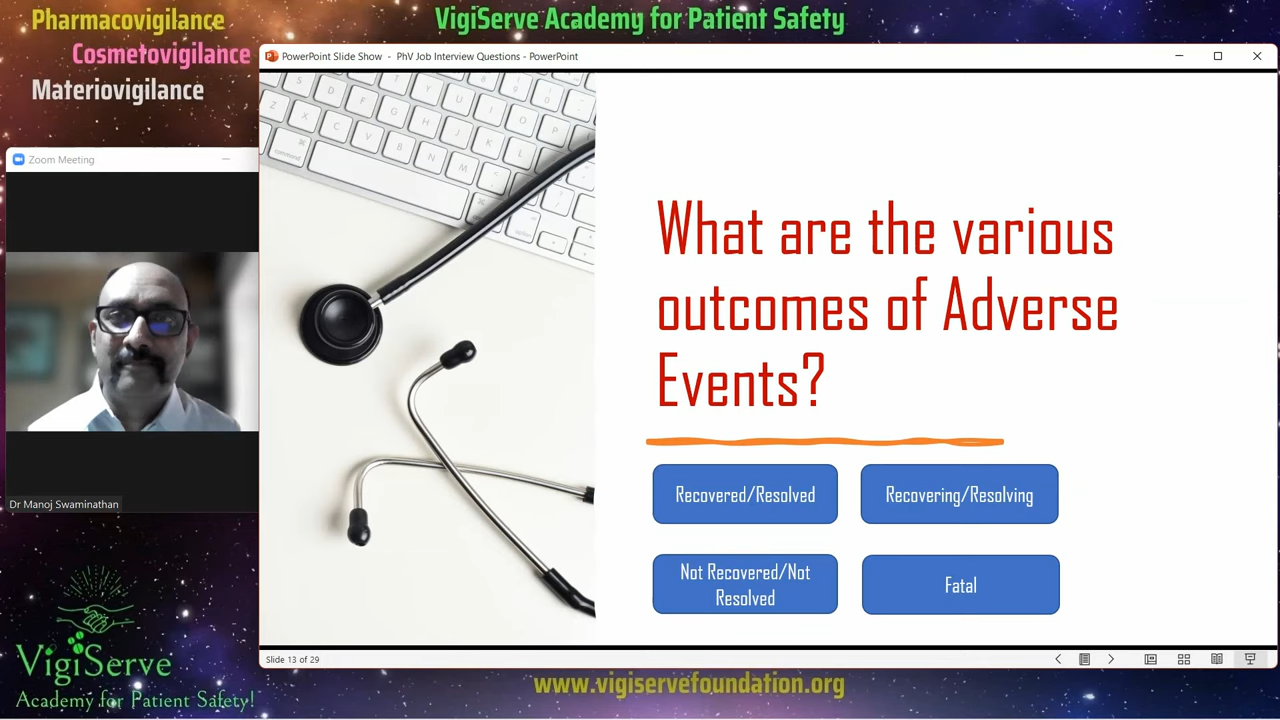 Pharmacovigilance
Cosmetovigilance
Materiovigilance
VigiServe Academy for Patient Safety
PowerPoint Slide Show - PhV Job Interview Questions - PowerPoint
Zoom Meeting
Dr Manoj Swaminathan
What are the various
outcomes of Adverse
Events?
Recovered/Resolved
Recovering/Resolving
Not Recovered/Not
Resolved
Fatal
Slide 13 of 29
VigiServe
Academy for Patient Safety!
www.vigiservefoundation.org